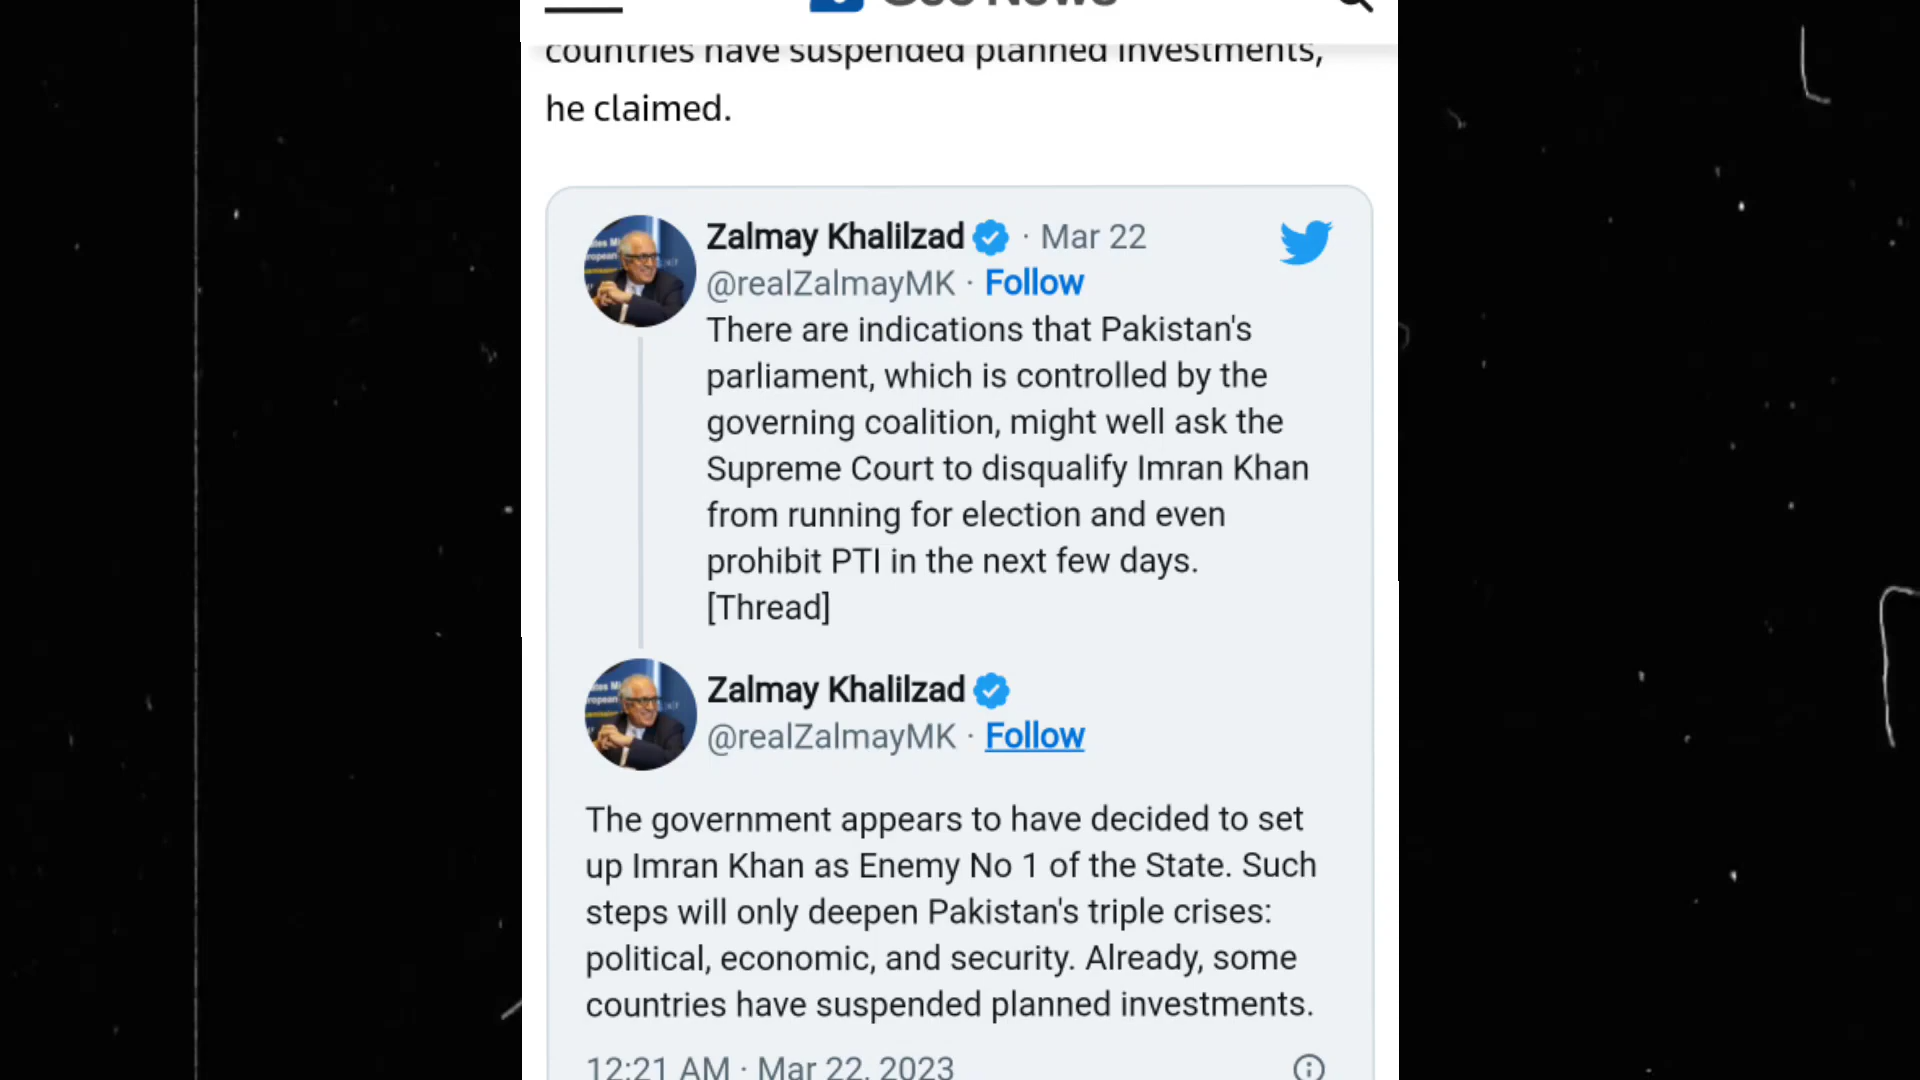 Geo News
countries have suspended planned investments,
he claimed.
Zalmay Khalilzad · Mar 22
@realZalmayMK · Follow
There are indications that Pakistan's
parliament, which is controlled by the
governing coalition, might well ask the
Supreme Court to disqualify Imran Khan
from running for election and even
prohibit PTI in the next few days.
[Thread]
Zalmay Khalilzad
@realZalmayMK · Follow
The government appears to have decided to set
up Imran Khan as Enemy No 1 of the State. Such
steps will only deepen Pakistan's triple crises:
political, economic, and security. Already, some
countries have suspended planned investments.
12:21 AM · Mar 22, 2023